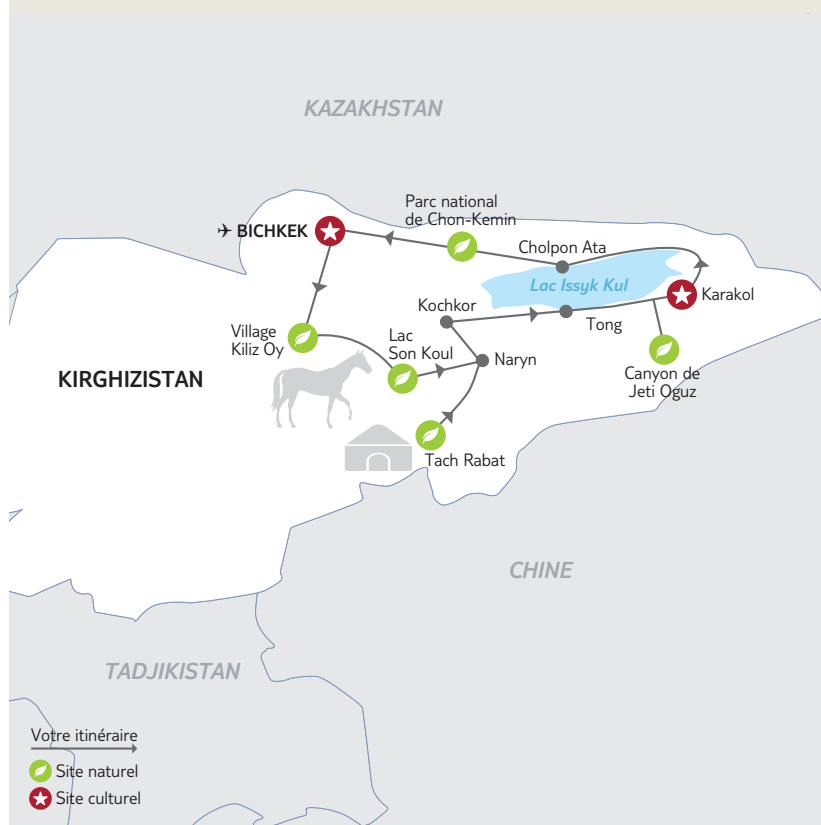 KAZAKHSTAN
Parc national
de Chon-Kemin
✈ BICHKEK
Cholpon Ata
Lac Issyk Kul
Karakol
Kochkor
Tong
Village
Kiliz Oy
Lac
Son Koul
Naryn
KIRGHIZISTAN
Canyon de
Jeti Oguz
Tach Rabat
CHINE
TADJIKISTAN
Votre itinéraire
Site naturel
Site culturel